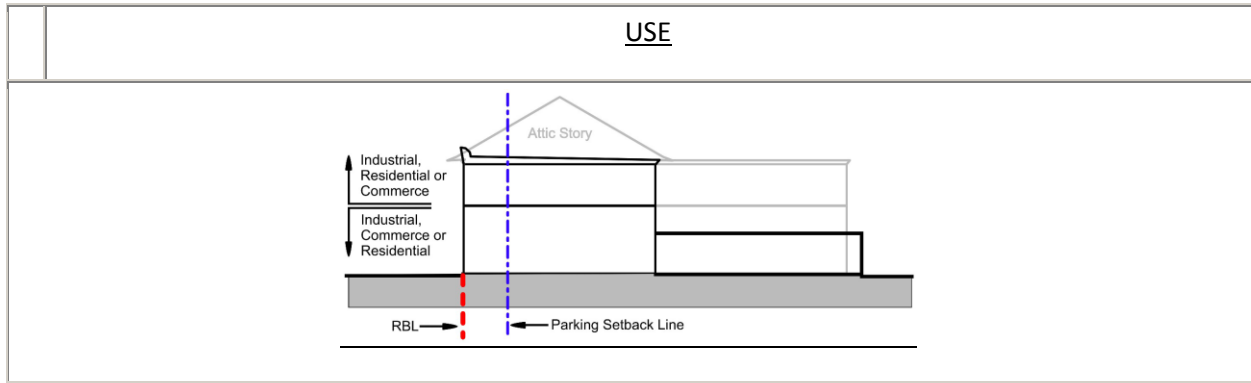 USE
Attic Story
Industrial,
Residential or
Commerce
Industrial,
Commerce or
Residential
RBL
Parking Setback Line